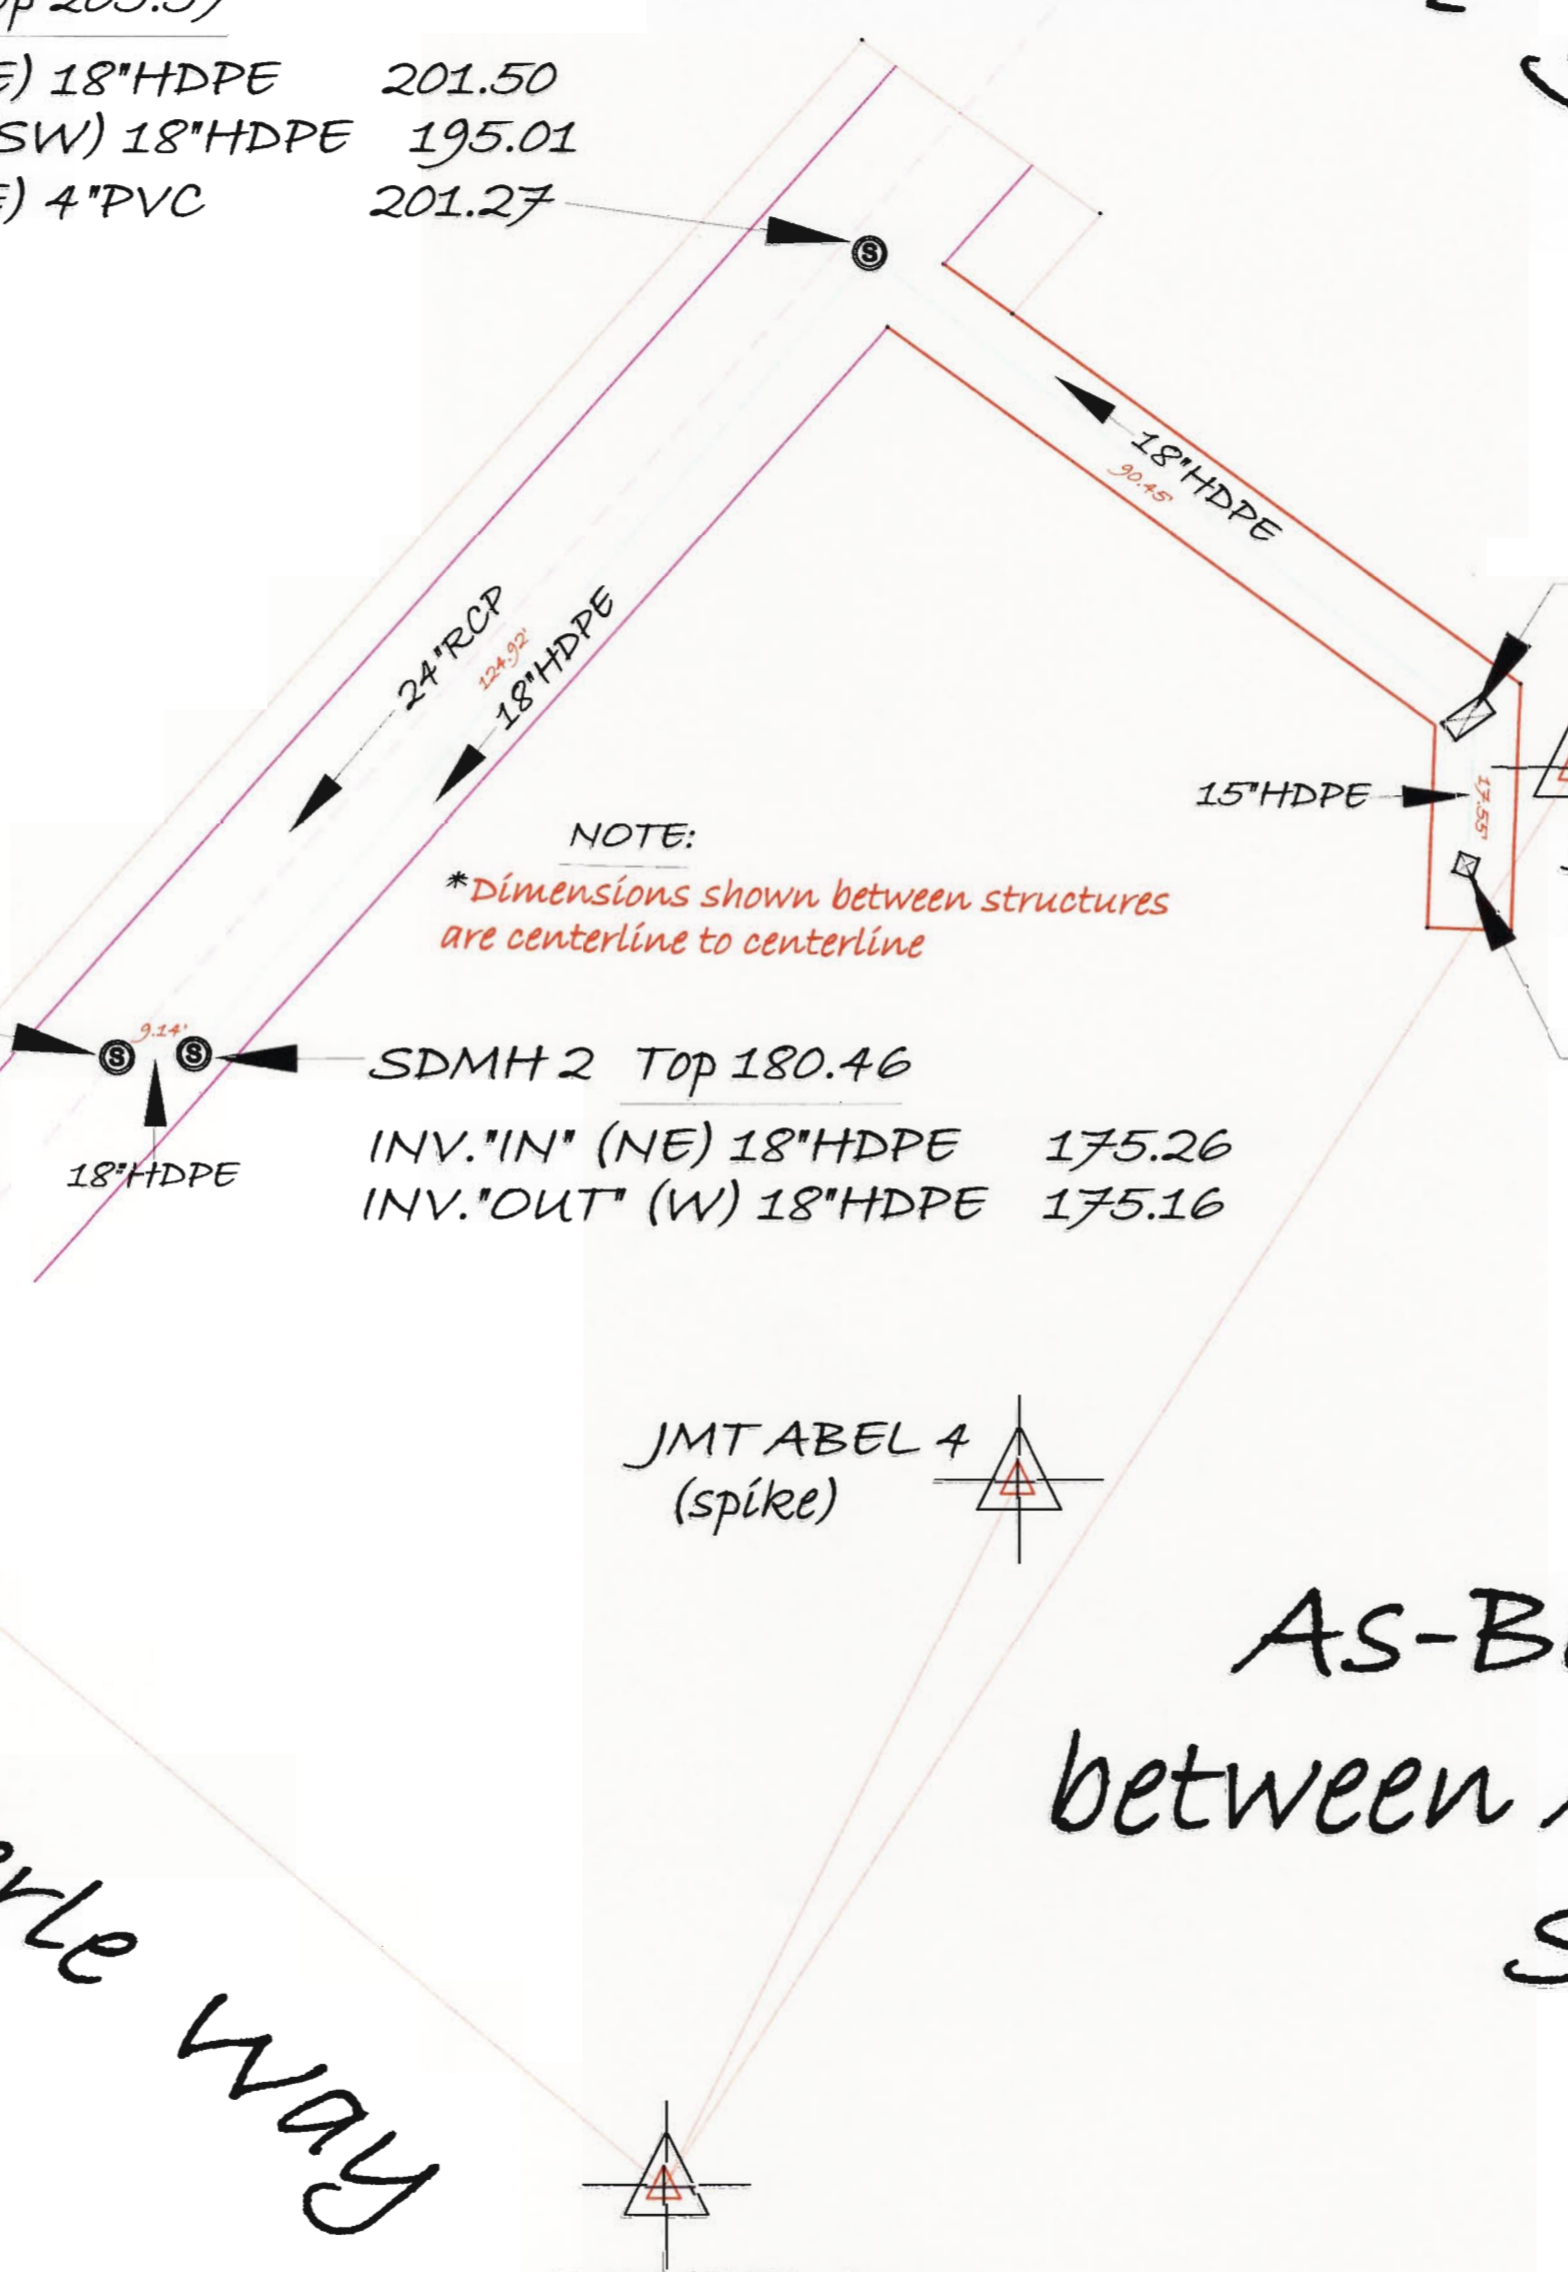 18"HDPE 201.50
SW) 18"HDPE 195.01
4"PVC 201.27
S
18"HDPE
90.45'
24"RCP
124.92'
18"HDPE
15"HDPE
17.55'
NOTE:
*Dimensions shown between structures
are centerline to centerline
9.14'
S S
SDMH 2 Top 180.46
18"HDPE
INV."IN" (NE) 18"HDPE 175.26
INV."OUT" (W) 18"HDPE 175.16
JMT ABEL 4
(spike)
As-B
between
way